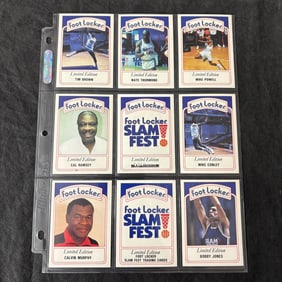 foot Locker
Limited Edition
TIM BROWN
foot Locker
Limited Edition
NATE THURMOND
foot Locker
Limited Edition
MIKE POWELL
foot Locker
Limited Edition
CAL RAMSEY
foot Locker
SLAM
FEST!
Limited Edition
foot Locker
Limited Edition
MIKE CONLEY
foot Locker
Limited Edition
CALVIN MURPHY
foot Locker
SLAM
FEST!
Limited Edition
FOOT LOCKER
SLAM FEST TRADING CARDS
foot Locker
SLAM
Limited Edition
BOBBY JONES